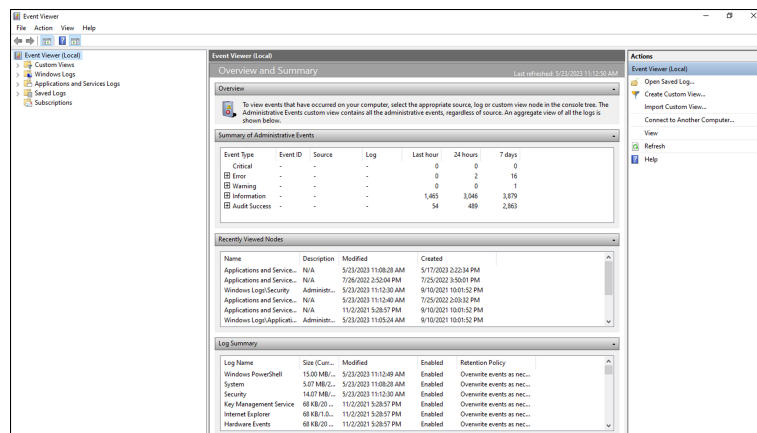 Event Viewer
File Action View Help
Event Viewer (Local)
Custom Views
Windows Logs
Applications and Services Logs
Saved Logs
Subscriptions
Event Viewer (Local)
Overview and Summary
Last refreshed: 5/23/2023 11:12:50 AM
Overview
To view events that have occurred on your computer, select the appropriate source, log or custom view node in the console tree. The
Administrative Events custom view contains all the administrative events, regardless of source. An aggregate view of all the logs is
shown below.
Summary of Administrative Events
Event Type Event ID Source Log Last hour 24 hours 7 days
Critical - - - 0 0 0
Error - - - 0 2 16
Warning - - - 0 0 1
Information - - - 1,465 3,046 3,879
Audit Success - - - 54 489 2,863
Recently Viewed Nodes
Name Description Modified Created
Applications and Service... N/A 5/23/2023 11:08:28 AM 5/17/2023 2:22:34 PM
Applications and Service... N/A 7/26/2022 2:52:04 PM 7/25/2022 3:50:01 PM
Windows Logs\Security Administr... 5/23/2023 11:12:30 AM 9/10/2021 10:01:52 PM
Applications and Service... N/A 5/23/2023 11:12:40 AM 7/25/2022 2:03:32 PM
Applications and Service... N/A 11/2/2021 5:28:57 PM 9/10/2021 10:01:52 PM
Windows Logs\Applicati... Administr... 5/23/2023 11:05:24 AM 9/10/2021 10:01:52 PM
Log Summary
Log Name Size (Curr... Modified Enabled Retention Policy
Windows PowerShell 15.00 MB/... 5/23/2023 11:12:49 AM Enabled Overwrite events as nec...
System 5.07 MB/2... 5/23/2023 11:08:28 AM Enabled Overwrite events as nec...
Security 14.07 MB/... 5/23/2023 11:12:30 AM Enabled Overwrite events as nec...
Key Management Service 68 KB/20 ... 11/2/2021 5:28:57 PM Enabled Overwrite events as nec...
Internet Explorer 68 KB/1.0... 11/2/2021 5:28:57 PM Enabled Overwrite events as nec...
Hardware Events 68 KB/20 ... 11/2/2021 5:28:57 PM Enabled Overwrite events as nec...
Actions
Event Viewer (Local)
Open Saved Log...
Create Custom View...
Import Custom View...
Connect to Another Computer...
View
Refresh
Help